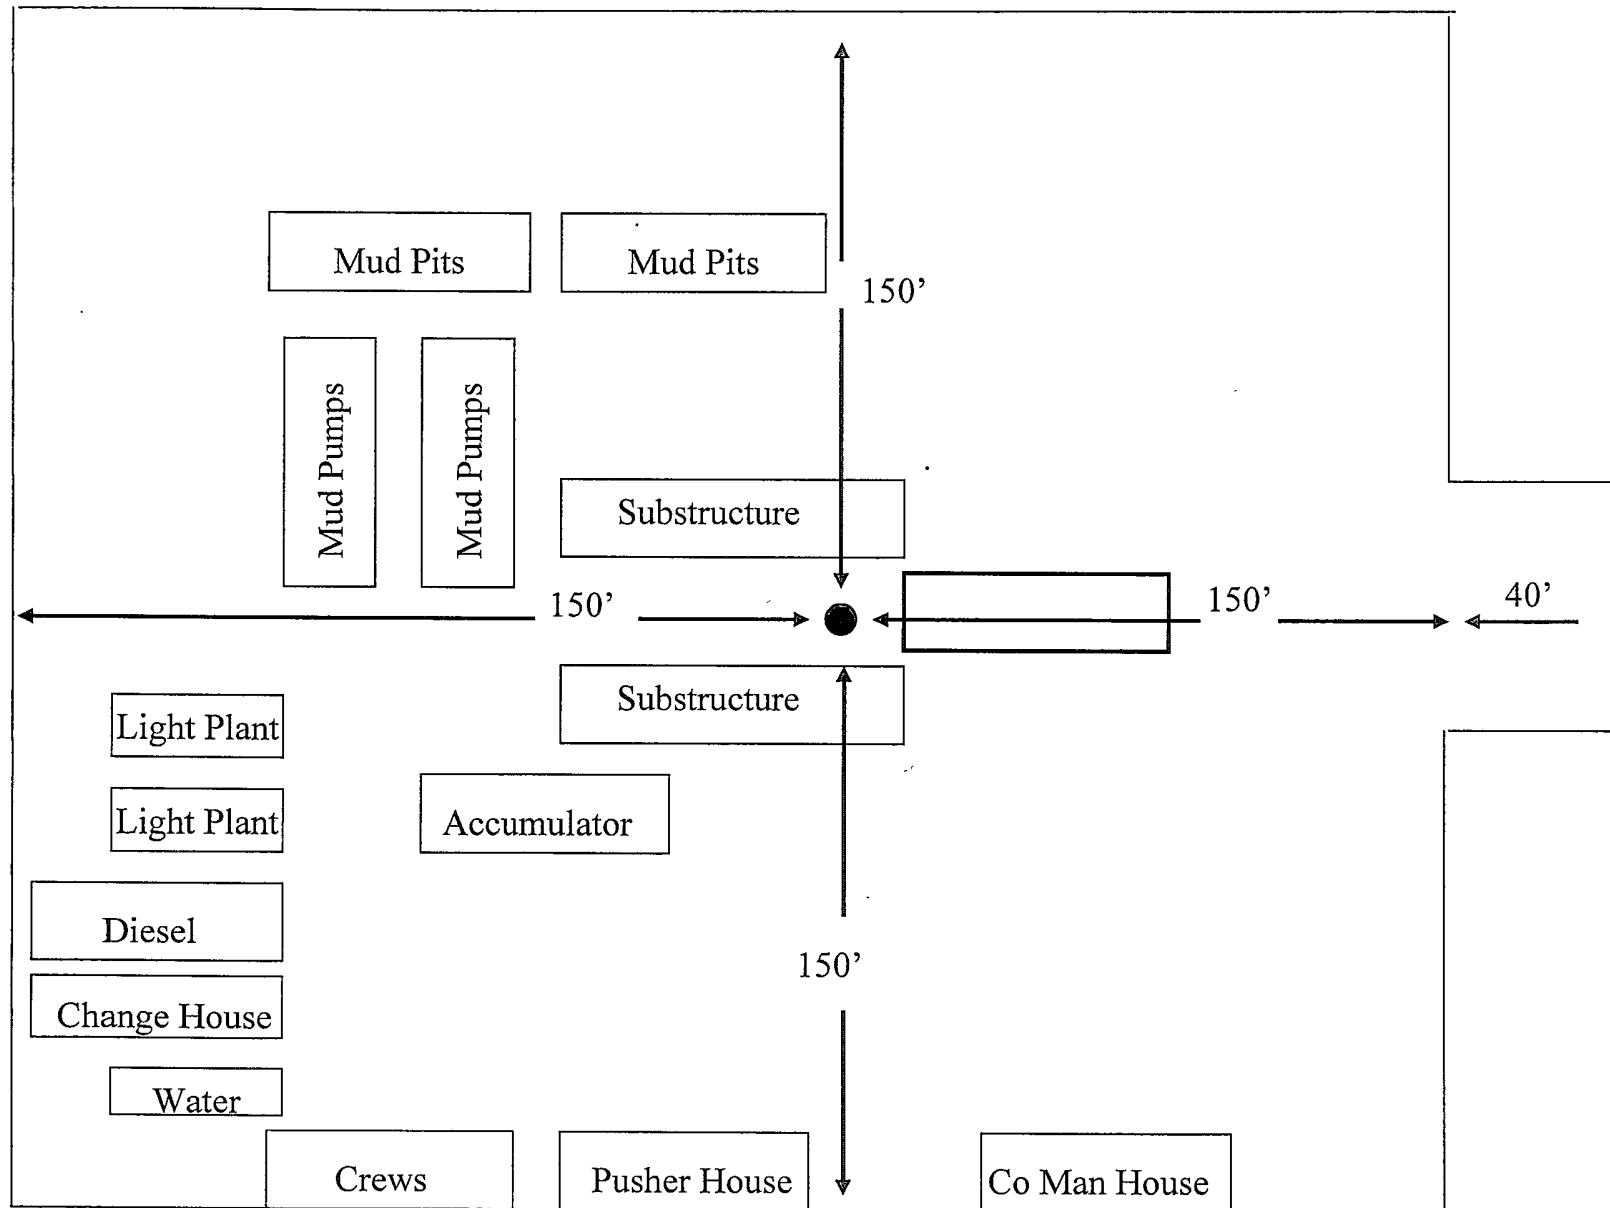 Mud Pits
Mud Pits
150’
Mud Pumps
Mud Pumps
Substructure
150’
150’
40’
Substructure
Light Plant
Light Plant
Accumulator
Diesel
150’
Change House
Water
Crews
Pusher House
Co Man House